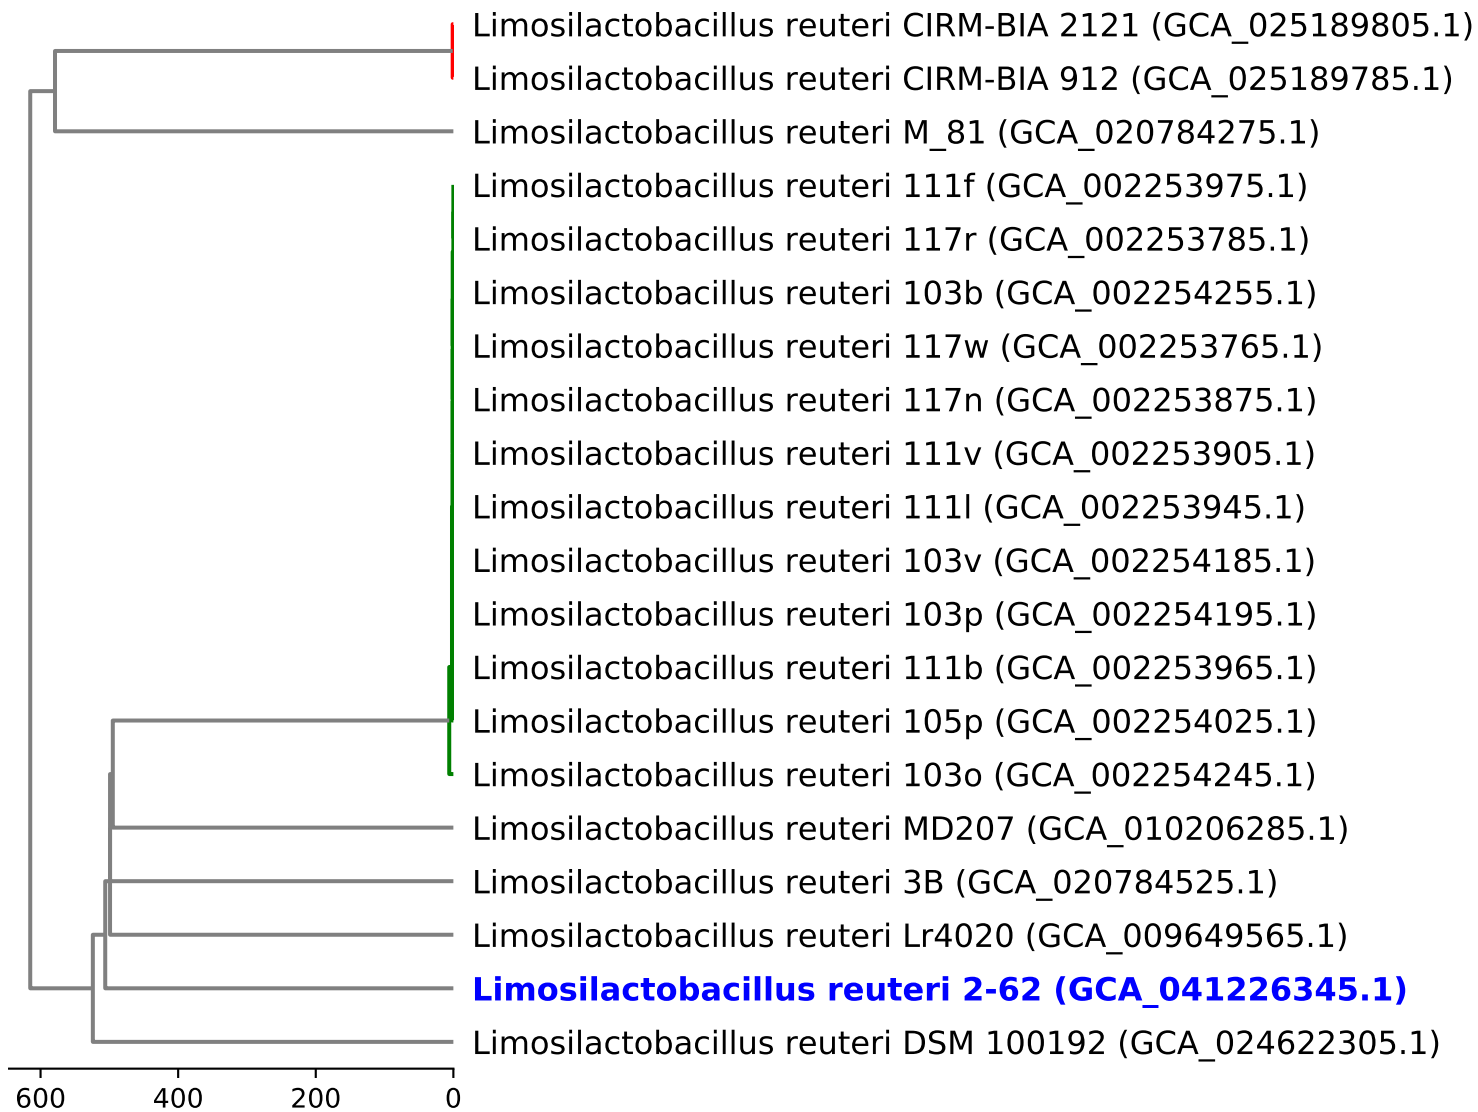 Limosilactobacillus reuteri CIRM-BIA 2121 (GCA_025189805.1)
Limosilactobacillus reuteri CIRM-BIA 912 (GCA_025189785.1)
Limosilactobacillus reuteri M_81 (GCA_020784275.1)
Limosilactobacillus reuteri 111f (GCA_002253975.1)
Limosilactobacillus reuteri 117r (GCA_002253785.1)
Limosilactobacillus reuteri 103b (GCA_002254255.1)
Limosilactobacillus reuteri 117w (GCA_002253765.1)
Limosilactobacillus reuteri 117n (GCA_002253875.1)
Limosilactobacillus reuteri 111v (GCA_002253905.1)
Limosilactobacillus reuteri 111l (GCA_002253945.1)
Limosilactobacillus reuteri 103v (GCA_002254185.1)
Limosilactobacillus reuteri 103p (GCA_002254195.1)
Limosilactobacillus reuteri 111b (GCA_002253965.1)
Limosilactobacillus reuteri 105p (GCA_002254025.1)
Limosilactobacillus reuteri 103o (GCA_002254245.1)
Limosilactobacillus reuteri MD207 (GCA_010206285.1)
Limosilactobacillus reuteri 3B (GCA_020784525.1)
Limosilactobacillus reuteri Lr4020 (GCA_009649565.1)
Limosilactobacillus reuteri 2-62 (GCA_041226345.1)
Limosilactobacillus reuteri DSM 100192 (GCA_024622305.1)
600 400 200 0